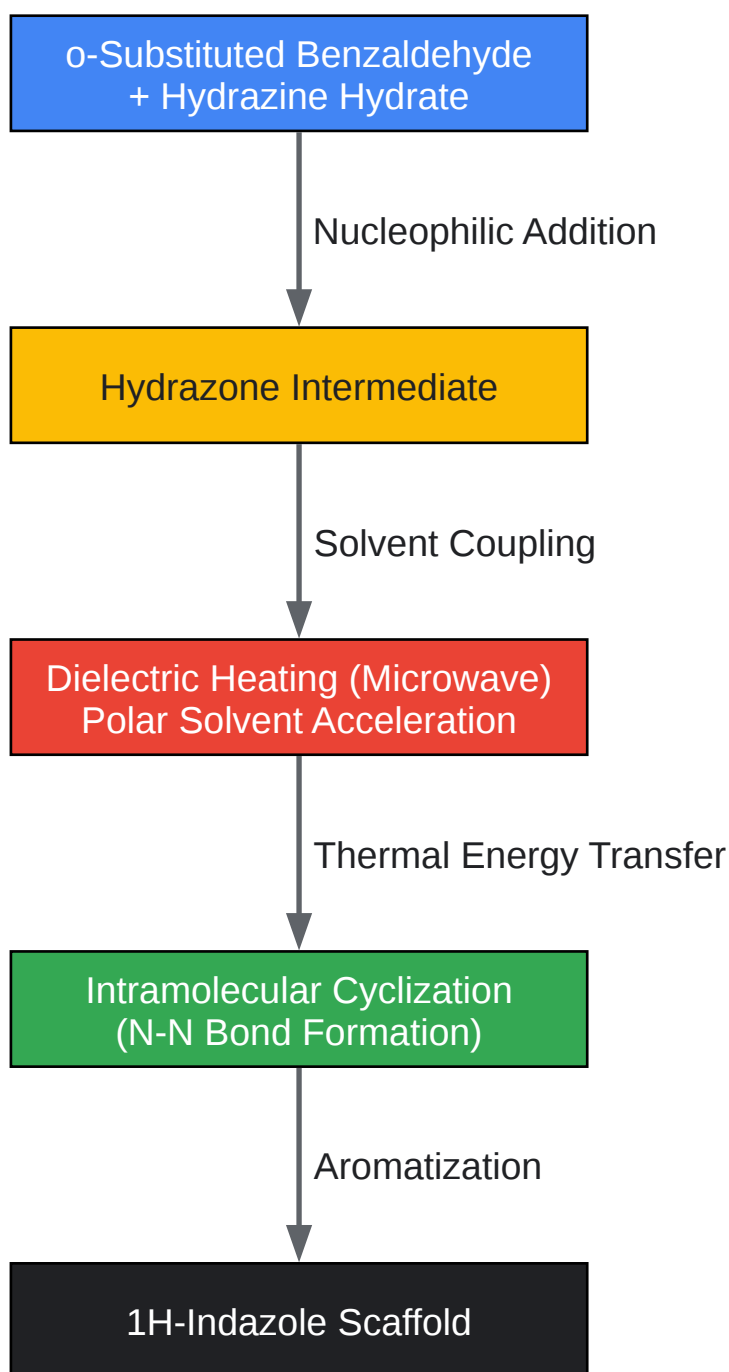 o-Substituted Benzaldehyde
+ Hydrazine Hydrate
Nucleophilic Addition
Hydrazone Intermediate
Solvent Coupling
Dielectric Heating (Microwave)
Polar Solvent Acceleration
Thermal Energy Transfer
Intramolecular Cyclization
(N-N Bond Formation)
Aromatization
1H-Indazole Scaffold